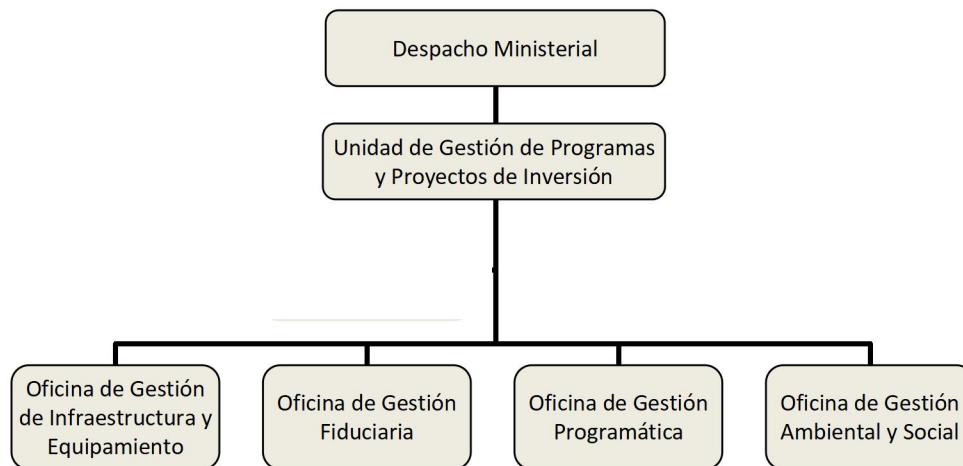 Despacho Ministerial
Unidad de Gestión de Programas
y Proyectos de Inversión
Oficina de Gestión
de Infraestructura y
Equipamiento
Oficina de Gestión
Fiduciaria
Oficina de Gestión
Programática
Oficina de Gestión
Ambiental y Social